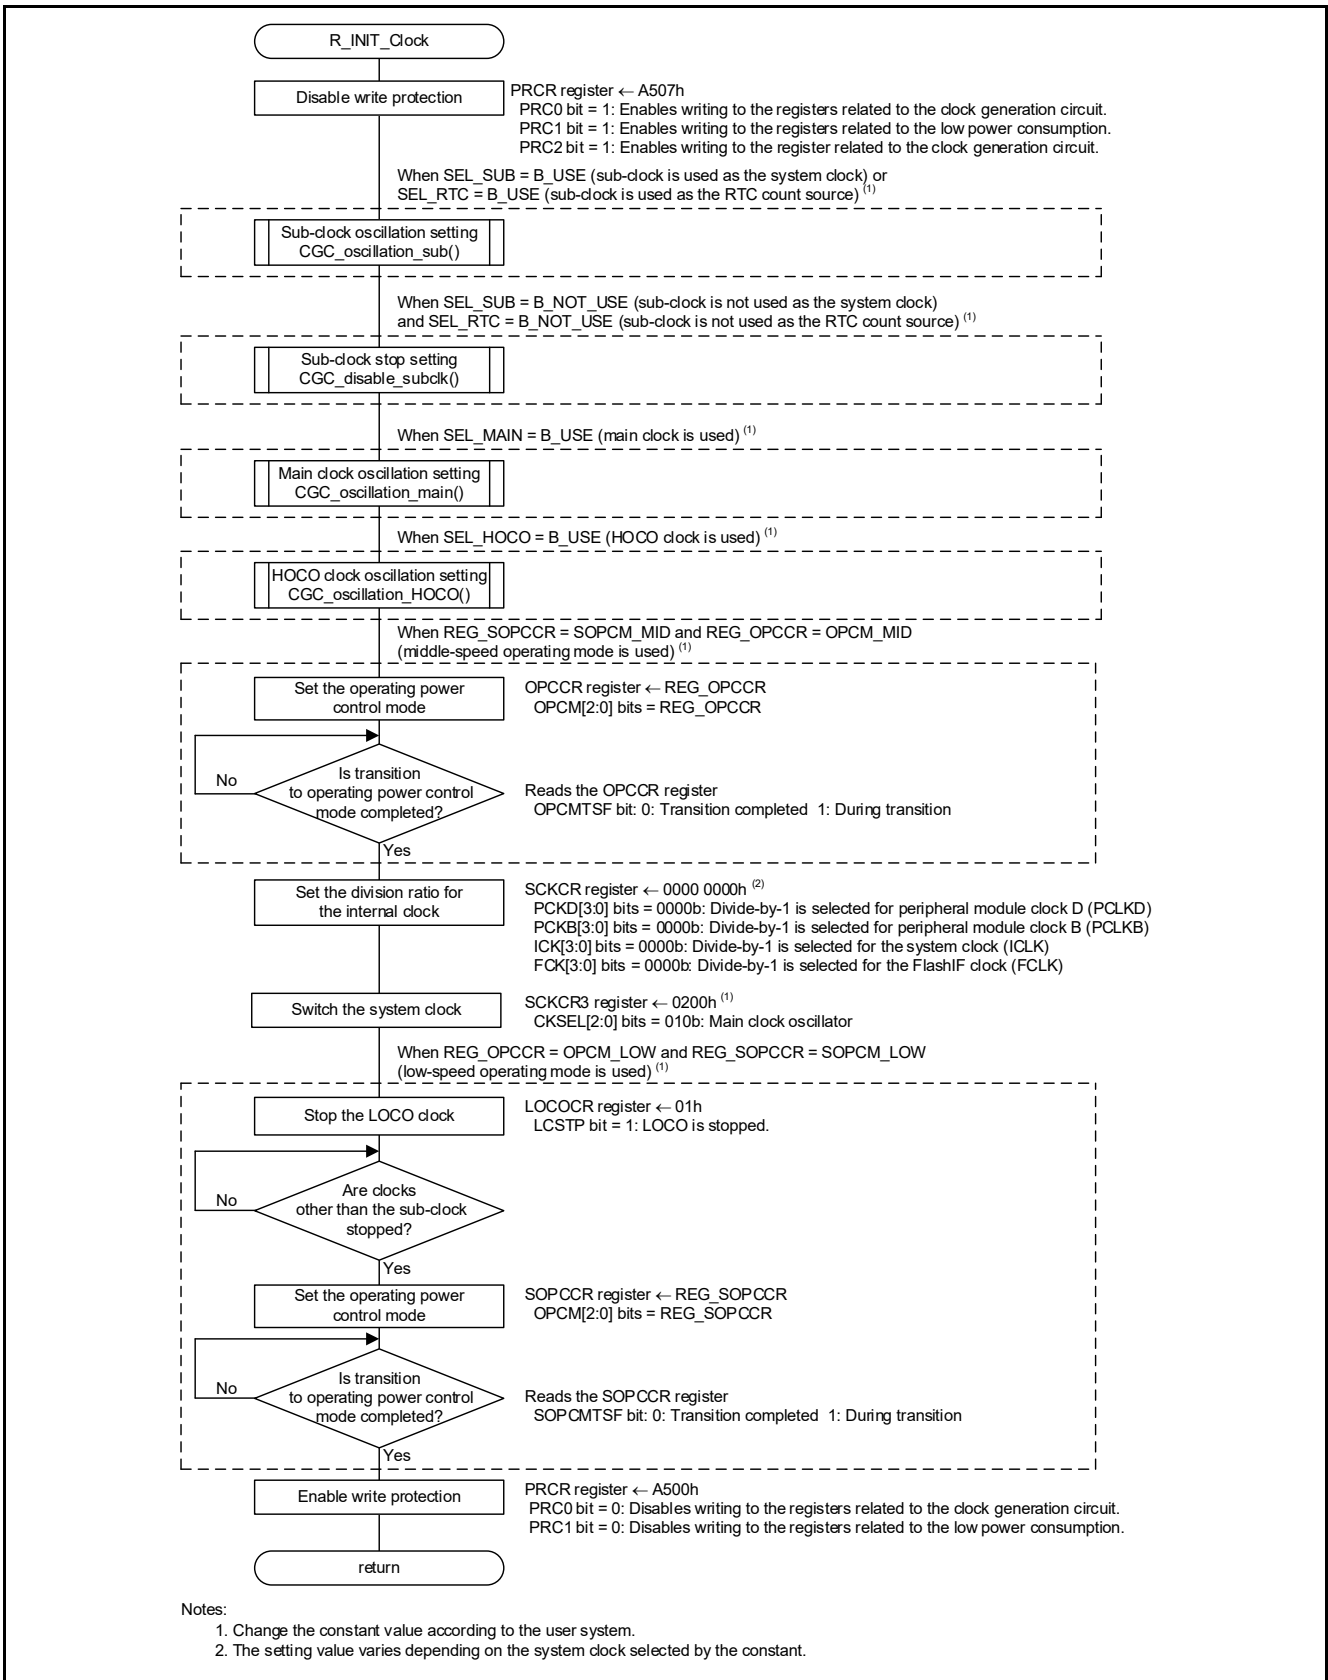 R_INIT_Clock
Disable write protection
PRCR register ← A507h
PRC0 bit = 1: Enables writing to the registers related to the clock generation circuit.
PRC1 bit = 1: Enables writing to the registers related to the low power consumption.
PRC2 bit = 1: Enables writing to the register related to the clock generation circuit.
When SEL_SUB = B_USE (sub-clock is used as the system clock) or
SEL_RTC = B_USE (sub-clock is used as the RTC count source) (1)
Sub-clock oscillation setting
CGC_oscillation_sub()
When SEL_SUB = B_NOT_USE (sub-clock is not used as the system clock)
and SEL_RTC = B_NOT_USE (sub-clock is not used as the RTC count source) (1)
Sub-clock stop setting
CGC_disable_subclk()
When SEL_MAIN = B_USE (main clock is used) (1)
Main clock oscillation setting
CGC_oscillation_main()
When SEL_HOCO = B_USE (HOCO clock is used) (1)
HOCO clock oscillation setting
CGC_oscillation_HOCO()
When REG_SOPCCR = SOPCM_MID and REG_OPCCR = OPCM_MID
(middle-speed operating mode is used) (1)
Set the operating power
control mode
OPCCR register ← REG_OPCCR
OPCM[2:0] bits = REG_OPCCR
No
Is transition
to operating power control
mode completed?
Reads the OPCCR register
OPCMTSF bit: 0: Transition completed 1: During transition
Yes
Set the division ratio for
the internal clock
SCKCR register ← 0000 0000h (2)
PCKD[3:0] bits = 0000b: Divide-by-1 is selected for peripheral module clock D (PCLKD)
PCKB[3:0] bits = 0000b: Divide-by-1 is selected for peripheral module clock B (PCLKB)
ICK[3:0] bits = 0000b: Divide-by-1 is selected for the system clock (ICLK)
FCK[3:0] bits = 0000b: Divide-by-1 is selected for the FlashIF clock (FCLK)
Switch the system clock
SCKCR3 register ← 0200h (1)
CKSEL[2:0] bits = 010b: Main clock oscillator
When REG_OPCCR = OPCM_LOW and REG_SOPCCR = SOPCM_LOW
(low-speed operating mode is used) (1)
Stop the LOCO clock
LOCOCR register ← 01h
LCSTP bit = 1: LOCO is stopped.
No
Are clocks
other than the sub-clock
stopped?
Yes
Set the operating power
control mode
SOPCCR register ← REG_SOPCCR
OPCM[2:0] bits = REG_SOPCCR
No
Is transition
to operating power control
mode completed?
Reads the SOPCCR register
SOPCMTSF bit: 0: Transition completed 1: During transition
Yes
Enable write protection
PRCR register ← A500h
PRC0 bit = 0: Disables writing to the registers related to the clock generation circuit.
PRC1 bit = 0: Disables writing to the registers related to the low power consumption.
return
Notes:
1. Change the constant value according to the user system.
2. The setting value varies depending on the system clock selected by the constant.